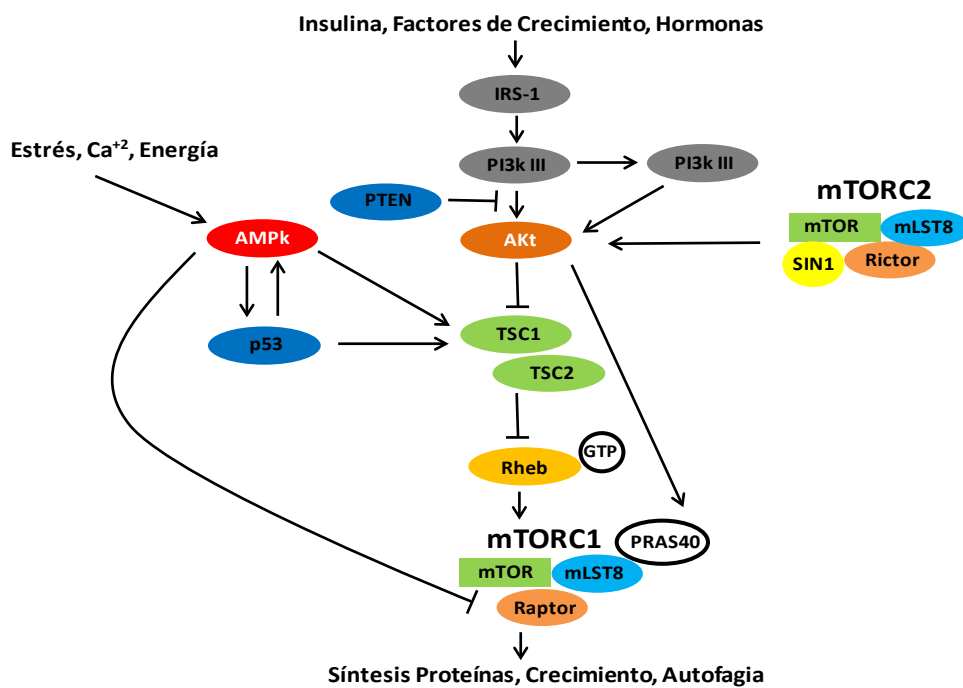 Insulina, Factores de Crecimiento, Hormonas
IRS-1
Estrés, Ca+2, Energía
PI3k III
PI3k III
PTEN
mTORC2
mTOR
mLST8
AMPk
AKt
SIN1
Rictor
p53
TSC1
TSC2
GTP
Rheb
mTORC1
PRAS40
mTOR
mLST8
Raptor
Síntesis Proteínas, Crecimiento, Autofagia